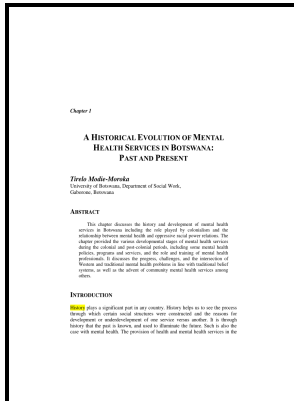 Chapter 1
A HISTORICAL EVOLUTION OF MENTAL
HEALTH SERVICES IN BOTSWANA:
PAST AND PRESENT
Tirelo Modie-Moroka
University of Botswana, Department of Social Work,
Gaborone, Botswana
ABSTRACT
This chapter discusses the history and development of mental health
services in Botswana including the role played by colonialism and the
relationship between mental health and oppressive racial power relations. The
chapter provided the various developmental stages of mental health services
during the colonial and post-colonial periods, including some mental health
policies, programs and services, and the role and training of mental health
professionals. It discusses the progress, challenges, and the intersection of
Western and traditional mental health problems in line with traditional belief
systems, as well as the advent of community mental health services among
others.
INTRODUCTION
History plays a significant part in any country. History helps us to see the process
through which certain social structures were constructed and the reasons for
development or underdevelopment of one service versus another. It is through
history that the past is known, and used to illuminate the future. Such is also the
case with mental health. The provision of health and mental health services in the